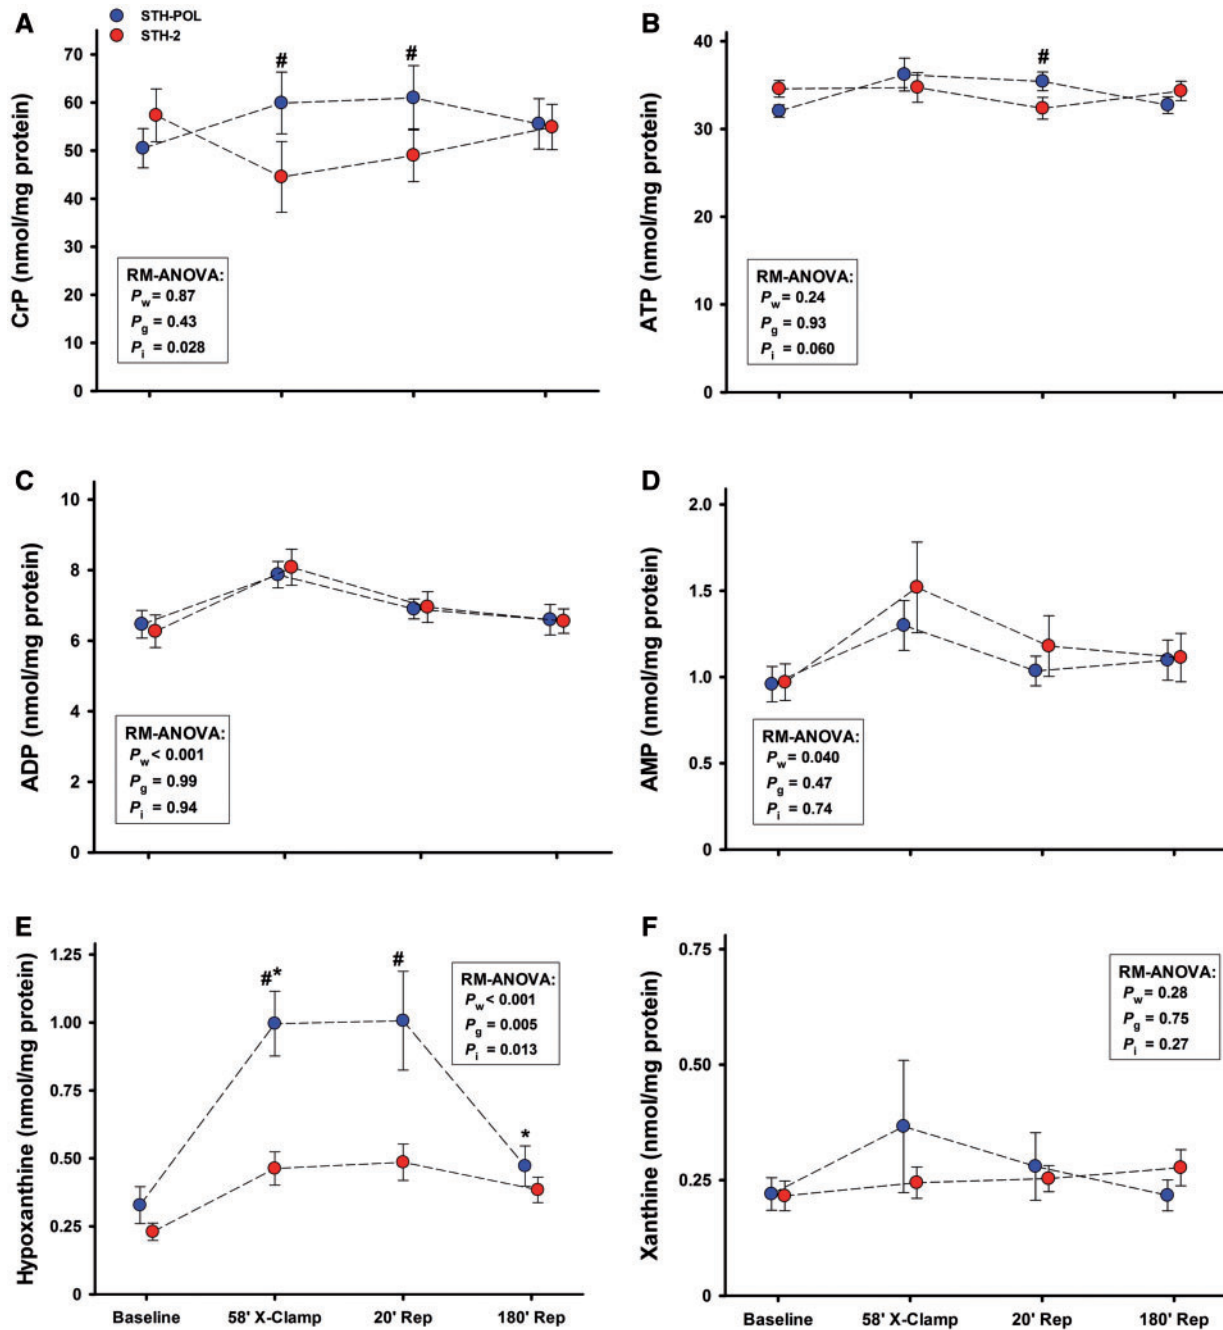 A
STH-POL
STH-2
CrP (nmol/mg protein)
70
60
50
40
30
20
10
0
#
#
RM-ANOVA:
Pw = 0.87
Pg = 0.43
Pi = 0.028
B
ATP (nmol/mg protein)
40
30
20
10
0
#
RM-ANOVA:
Pw = 0.24
Pg = 0.93
Pi = 0.060
C
ADP (nmol/mg protein)
10
8
6
4
2
0
RM-ANOVA:
Pw < 0.001
Pg = 0.99
Pi = 0.94
D
AMP (nmol/mg protein)
2.0
1.5
1.0
0.5
0
RM-ANOVA:
Pw = 0.040
Pg = 0.47
Pi = 0.74
E
Hypoxanthine (nmol/mg protein)
1.25
1.00
0.75
0.50
0.25
0
#*
#
*
RM-ANOVA:
Pw < 0.001
Pg = 0.005
Pi = 0.013
Baseline
58' X-Clamp
20' Rep
180' Rep
F
Xanthine (nmol/mg protein)
0.75
0.50
0.25
0
RM-ANOVA:
Pw = 0.28
Pg = 0.75
Pi = 0.27
Baseline
58' X-Clamp
20' Rep
180' Rep